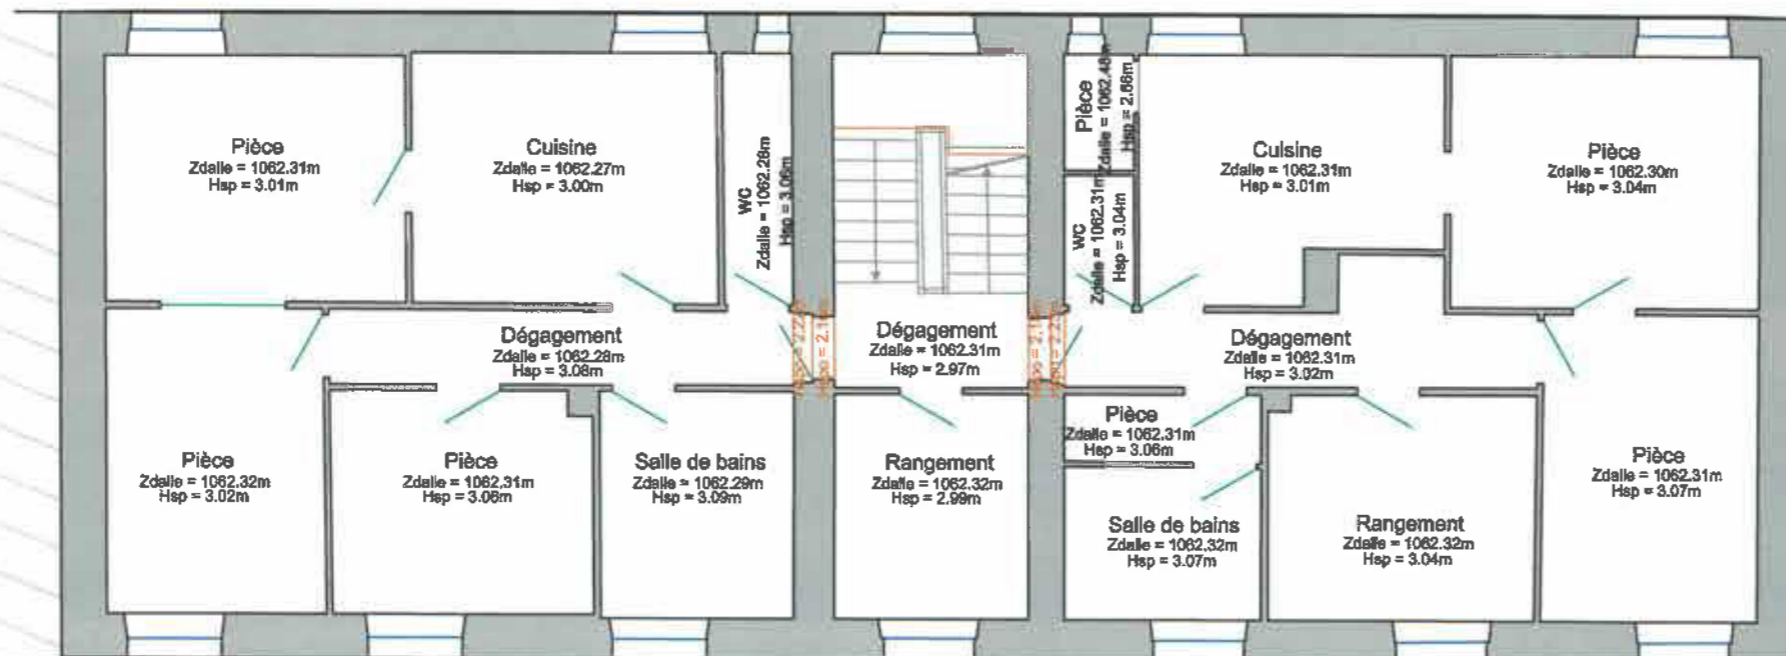 Pièce
Zdalle = 1062.31m
Hsp = 3.01m
Cuisine
Zdalle = 1062.27m
Hsp = 3.00m
WC
Zdalle = 1062.28m
Hsp = 3.06m
Pièce
Zdalle = 1062.48m
Hsp = 2.86m
WC
Zdalle = 1062.31m
Hsp = 3.04m
Cuisine
Zdalle = 1062.31m
Hsp = 3.01m
Pièce
Zdalle = 1062.30m
Hsp = 3.04m
Dégagement
Zdalle = 1062.28m
Hsp = 3.08m
Dégagement
Zdalle = 1062.31m
Hsp = 2.97m
Dégagement
Zdalle = 1062.31m
Hsp = 3.02m
Pièce
Zdalle = 1062.32m
Hsp = 3.02m
Pièce
Zdalle = 1062.31m
Hsp = 3.06m
Salle de bains
Zdalle = 1062.29m
Hsp = 3.09m
Rangement
Zdalle = 1062.32m
Hsp = 2.99m
Pièce
Zdalle = 1062.31m
Hsp = 3.06m
Salle de bains
Zdalle = 1062.32m
Hsp = 3.07m
Rangement
Zdalle = 1062.32m
Hsp = 3.04m
Pièce
Zdalle = 1062.31m
Hsp = 3.07m